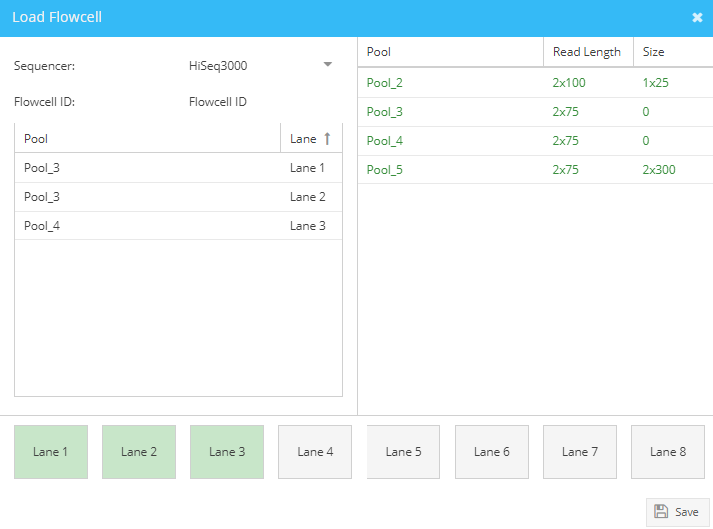 Load Flowcell
Sequencer: HiSeq3000
Flowcell ID: Flowcell ID
Pool Lane
Pool_3 Lane 1
Pool_3 Lane 2
Pool_4 Lane 3
Pool Read Length Size
Pool_2 2x100 1x25
Pool_3 2x75 0
Pool_4 2x75 0
Pool_5 2x75 2x300
Lane 1 Lane 2 Lane 3 Lane 4 Lane 5 Lane 6 Lane 7 Lane 8
Save